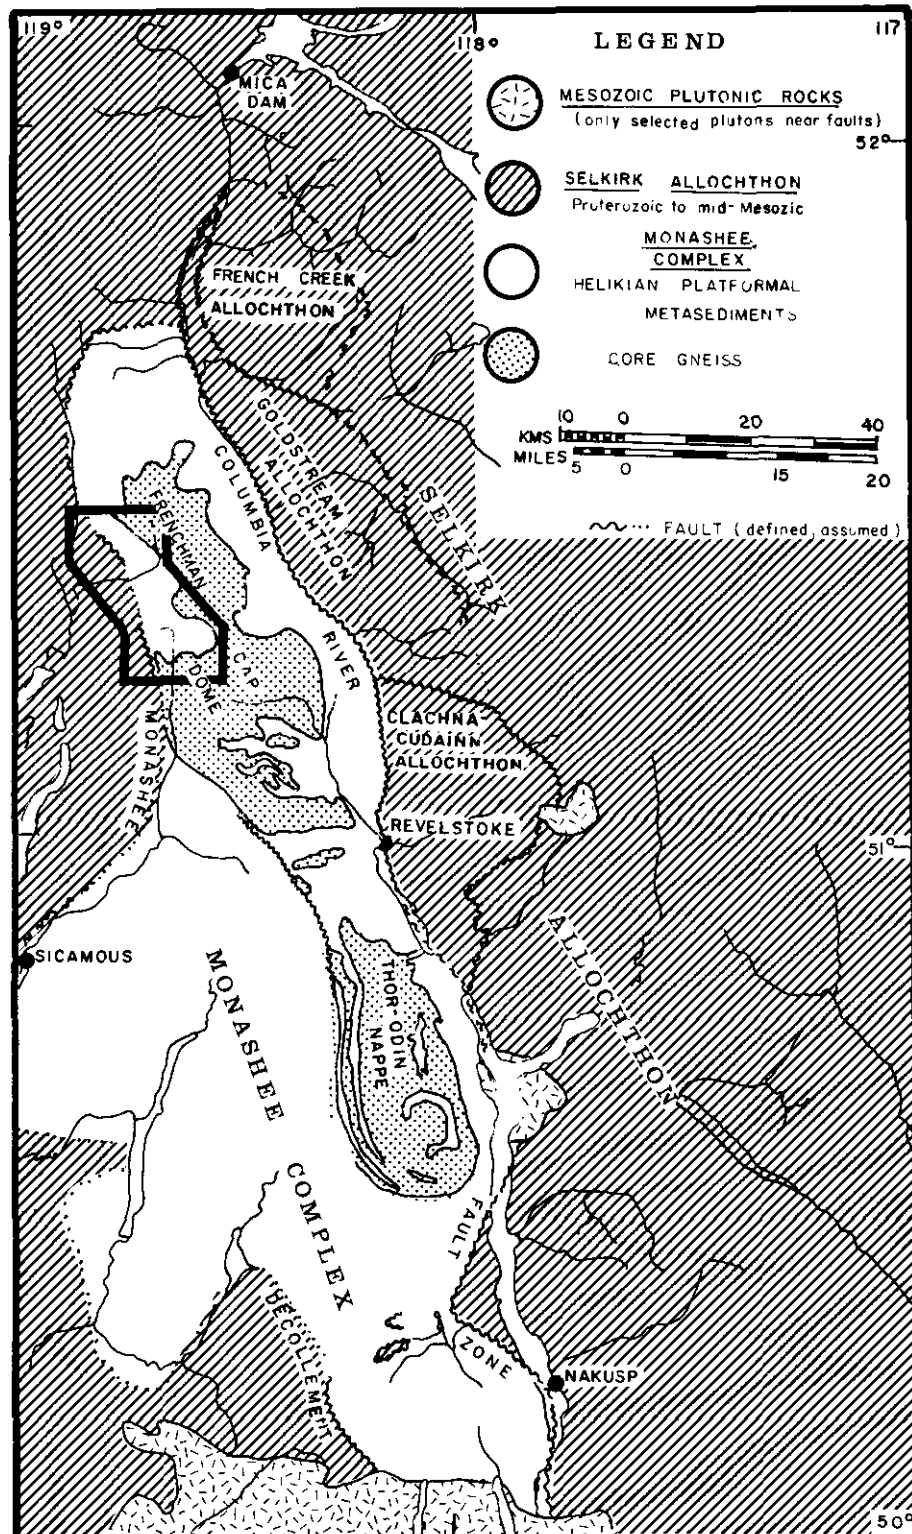 119°
118°
117
LEGEND
MESOZOIC PLUTONIC ROCKS
(only selected plutons near faults)
52°
SELKIRK ALLOCHTHON
Proterozoic to mid-Mesozic
MONASHEE
COMPLEX
HELIKIAN PLATFORMAL
METASEDIMENTS
CORE GNEISS
10 0 20 40
KMS
MILES
5 0 15 20
FAULT (defined, assumed)
MICA
DAM
FRENCH CREEK
ALLOCHTHON
GOLDSTREAM
ALLOCHTHON
COLUMBIA
RIVER
SELKIRK
FRENCHMAN
CAP
DOME
MONASHEE
CLACHNA-
CUDAINN
ALLOCHTHON
REVELSTOKE
51°
SICAMOUS
ALLOCHTHON
MONASHEE
COMPLEX
THOR-ODIN
NAPPE
FAULT
ZONE
DECOLLEMENT
NAKUSP
50°